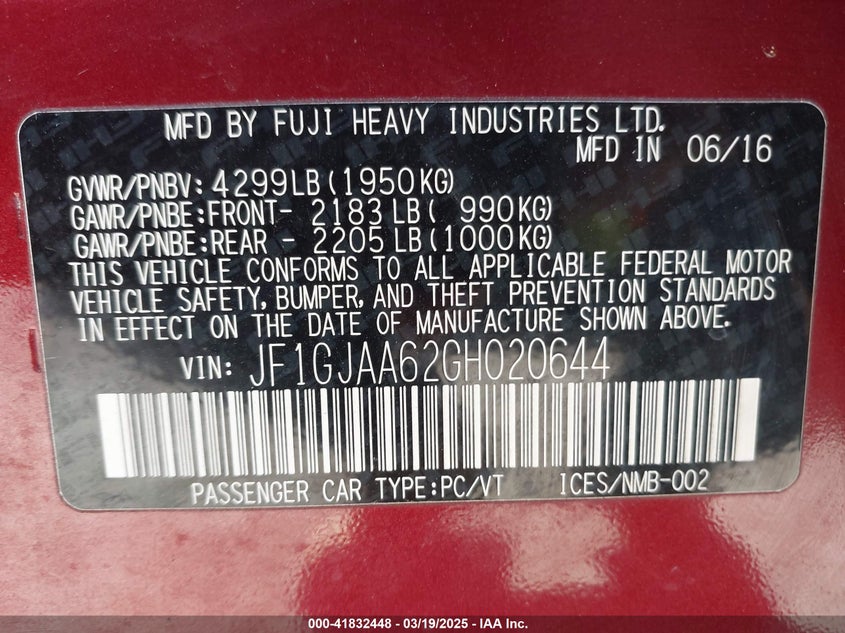 MFD BY FUJI HEAVY INDUSTRIES LTD.
MFD IN 06/16
GVWR/PNBV: 4299LB (1950KG)
GAWR/PNBE:FRONT- 2183 LB ( 990KG)
GAWR/PNBE:REAR - 2205 LB (1000KG)
THIS VEHICLE CONFORMS TO ALL APPLICABLE FEDERAL MOTOR
VEHICLE SAFETY, BUMPER, AND THEFT PREVENTION STANDARDS
IN EFFECT ON THE DATE OF MANUFACTURE SHOWN ABOVE.
VIN: JF1GJAA62GH020644
PASSENGER CAR TYPE:PC/VT ICES/NMB-002
000-41832448 - 03/19/2025 - IAA Inc.